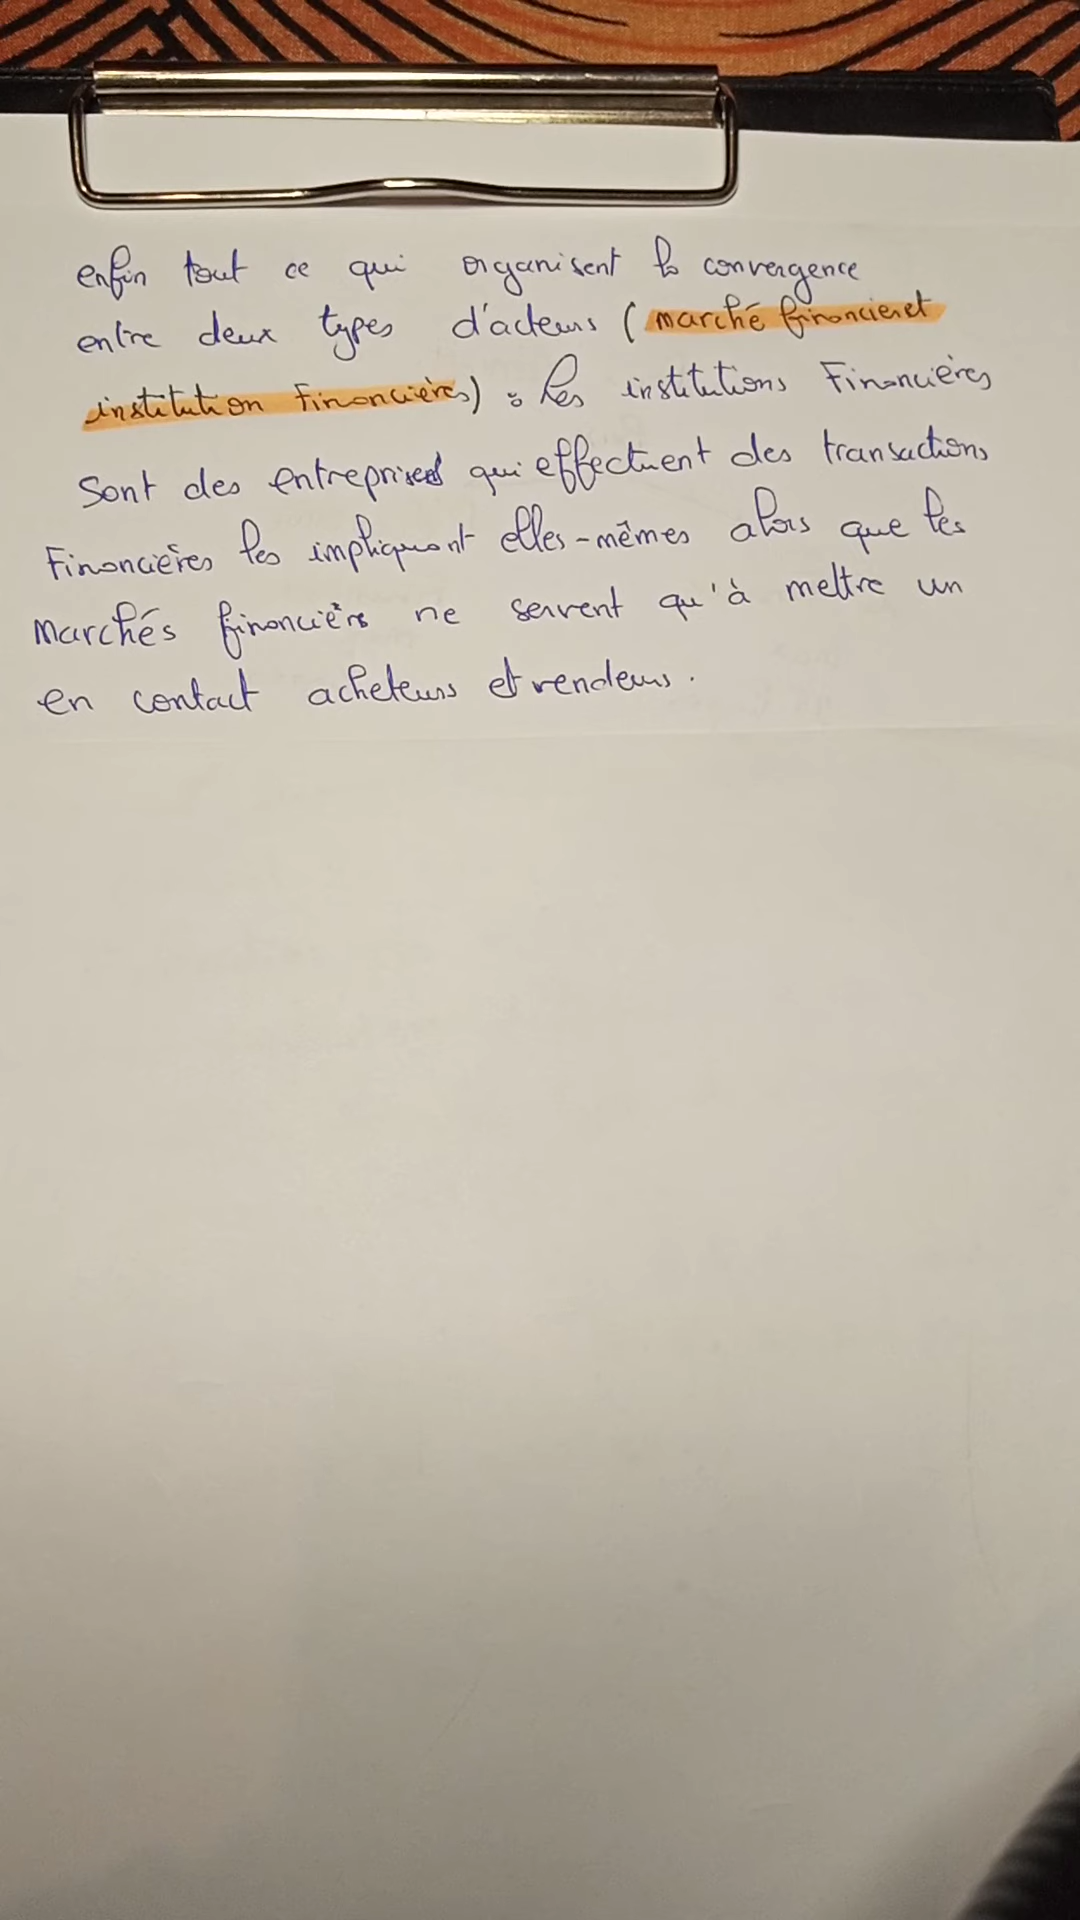 enfin tout ce qui organisent la convergence
entre deux types d'acteurs ( marché financier et
institution Financières) : Les institutions Financières
Sont des entreprises qui effectuent des transactions
Financières les impliquant elles-mêmes alors que les
marchés financièrs ne servent qu'à mettre un
en contact acheteurs et vendeurs.